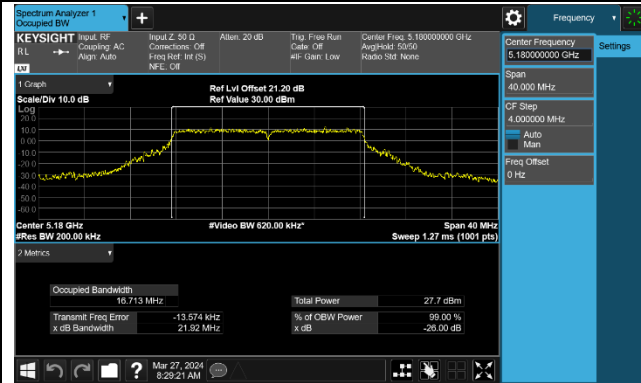 Spectrum Analyzer 1
Occupied BW
+
Frequency
KEYSIGHT
RL
LXI
Input: RF
Coupling: AC
Align: Auto
Input Z: 50 Ω
Corrections: Off
Freq Ref: Int (S)
NFE: Off
Atten: 20 dB
Trig: Free Run
Gate: Off
#IF Gain: Low
Center Freq: 5.180000000 GHz
Avg|Hold: 50/50
Radio Std: None
Center Frequency
5.180000000 GHz
Settings
Span
40.000 MHz
CF Step
4.000000 MHz
Auto
Man
Freq Offset
0 Hz
1 Graph
Scale/Div 10.0 dB
Ref Lvl Offset 21.20 dB
Ref Value 30.00 dBm
Log
20.0
10.0
0.00
-10.0
-20.0
-30.0
-40.0
-50.0
-60.0
Center 5.18 GHz
#Video BW 620.00 kHz*
Span 40 MHz
#Res BW 200.00 kHz
Sweep 1.27 ms (1001 pts)
2 Metrics
Occupied Bandwidth
16.713 MHz
Total Power 27.7 dBm
Transmit Freq Error -13.574 kHz
% of OBW Power 99.00 %
x dB Bandwidth 21.92 MHz
x dB -26.00 dB
?
Mar 27, 2024
8:29:21 AM